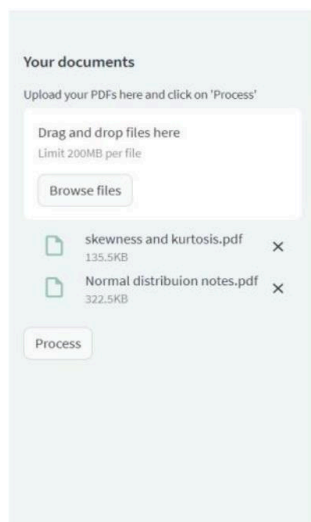 Your documents
Upload your PDFs here and click on 'Process'
Drag and drop files here
Limit 200MB per file
Browse files
skewness and kurtosis.pdf
135.5KB
Normal distribuion notes.pdf
322.5KB
Process